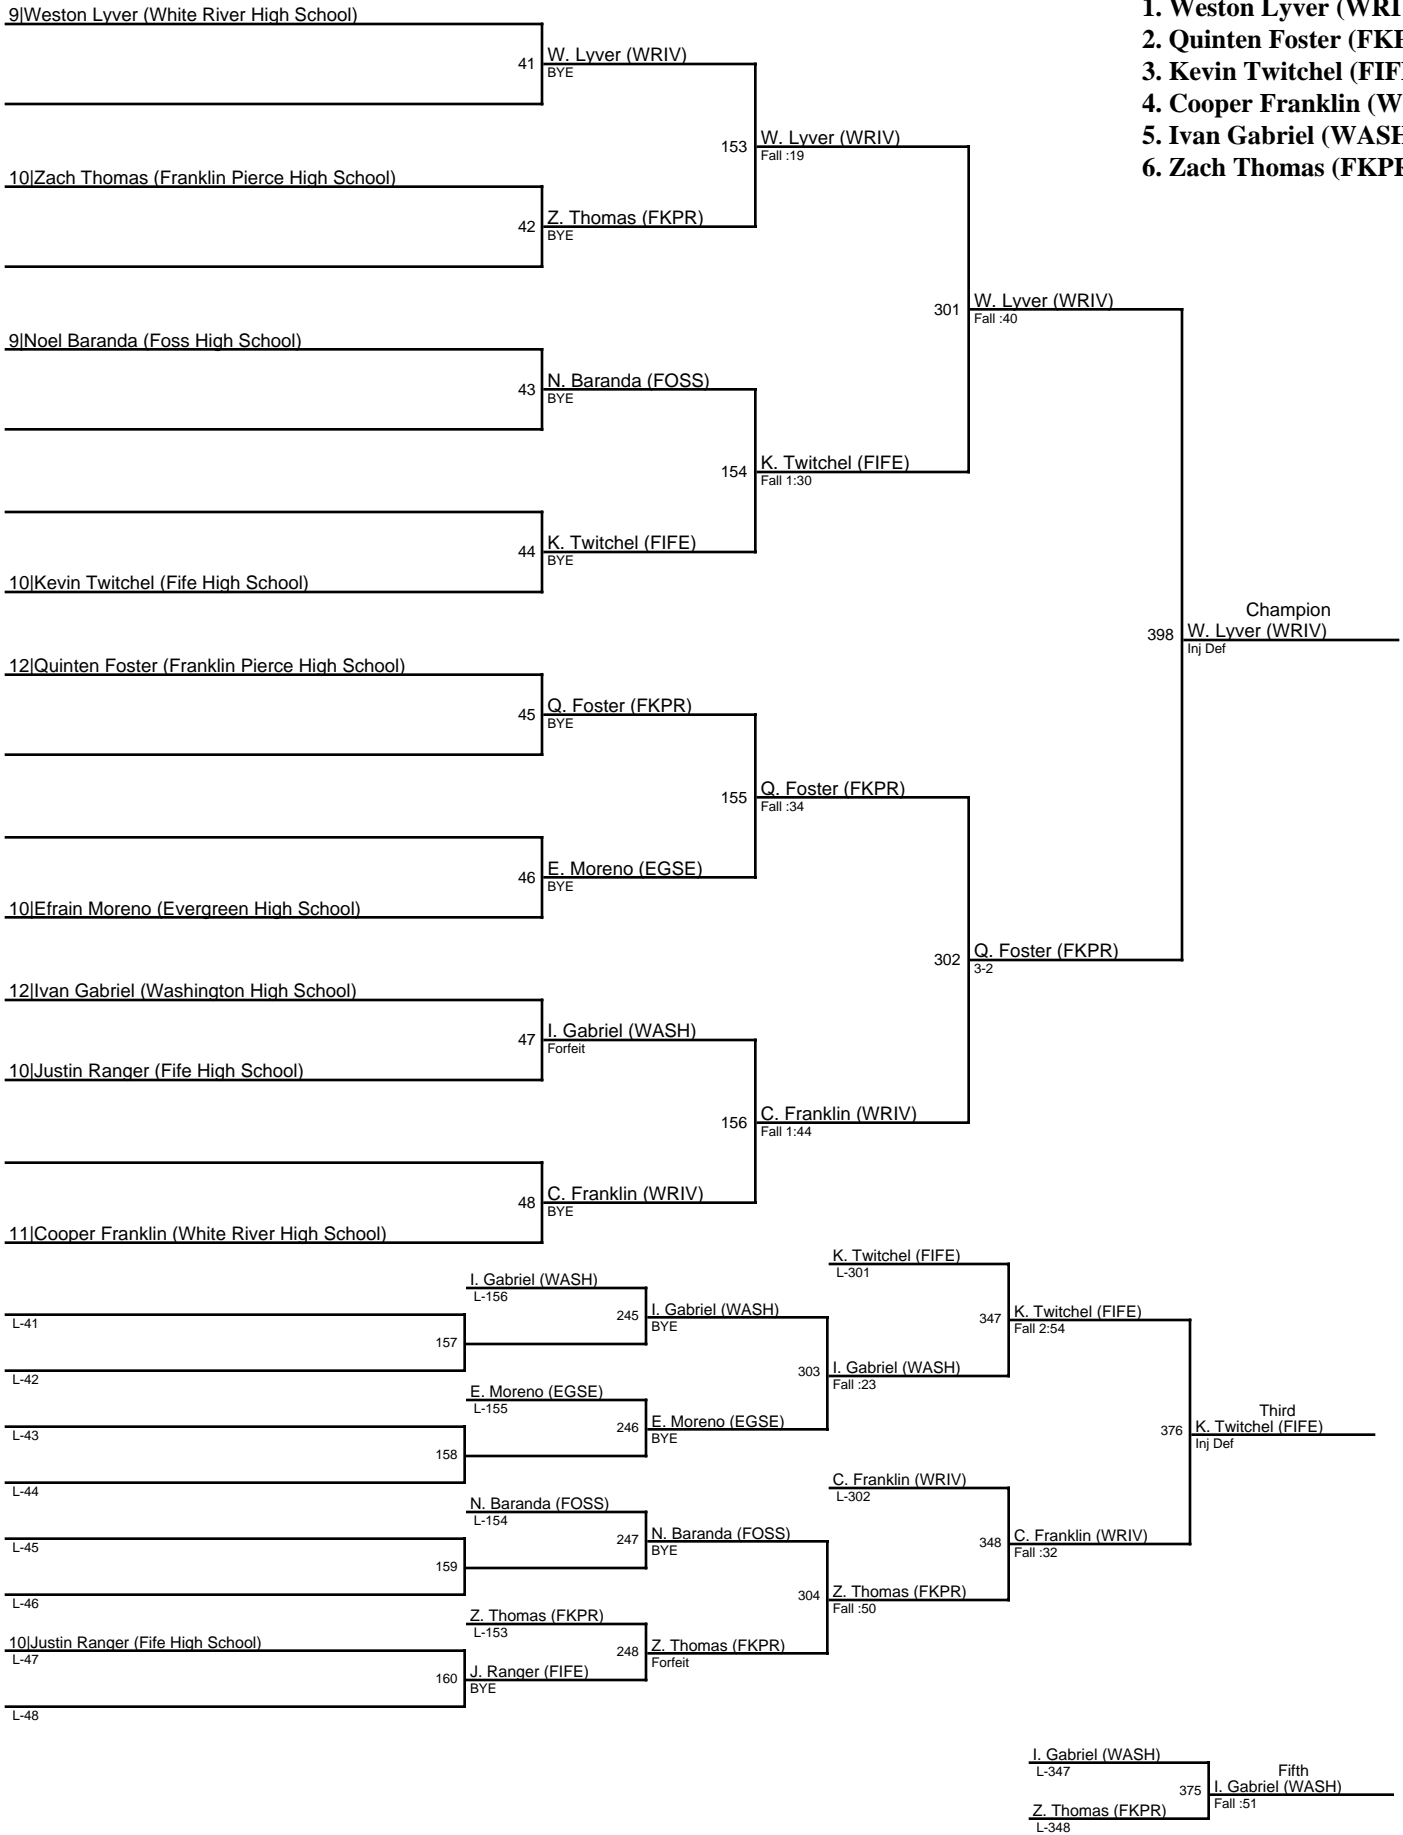 9|Weston Lyver (White River High School)
41
W. Lyver (WRIV)
BYE
153
W. Lyver (WRIV)
Fall :19
10|Zach Thomas (Franklin Pierce High School)
42
Z. Thomas (FKPR)
BYE
301
W. Lyver (WRIV)
Fall :40
9|Noel Baranda (Foss High School)
43
N. Baranda (FOSS)
BYE
154
K. Twitchel (FIFE)
Fall 1:30
44
K. Twitchel (FIFE)
BYE
10|Kevin Twitchel (Fife High School)
Champion
398
W. Lyver (WRIV)
Inj Def
12|Quinten Foster (Franklin Pierce High School)
45
Q. Foster (FKPR)
BYE
155
Q. Foster (FKPR)
Fall :34
46
E. Moreno (EGSE)
BYE
10|Efrain Moreno (Evergreen High School)
302
Q. Foster (FKPR)
3-2
12|Ivan Gabriel (Washington High School)
47
I. Gabriel (WASH)
Forfeit
10|Justin Ranger (Fife High School)
156
C. Franklin (WRIV)
Fall 1:44
48
C. Franklin (WRIV)
BYE
11|Cooper Franklin (White River High School)
1. Weston Lyver (WRI
2. Quinten Foster (FKP
3. Kevin Twitchel (FIF
4. Cooper Franklin (W
5. Ivan Gabriel (WASH
6. Zach Thomas (FKPR
L-41
157
L-42
I. Gabriel (WASH)
L-156
245
I. Gabriel (WASH)
BYE
L-43
158
L-44
E. Moreno (EGSE)
L-155
246
E. Moreno (EGSE)
BYE
303
I. Gabriel (WASH)
Fall :23
K. Twitchel (FIFE)
L-301
347
K. Twitchel (FIFE)
Fall 2:54
L-45
159
L-46
N. Baranda (FOSS)
L-154
247
N. Baranda (FOSS)
BYE
10|Justin Ranger (Fife High School)
L-47
160
L-48
Z. Thomas (FKPR)
L-153
248
J. Ranger (FIFE)
BYE
Z. Thomas (FKPR)
Forfeit
304
Z. Thomas (FKPR)
Fall :50
C. Franklin (WRIV)
L-302
348
C. Franklin (WRIV)
Fall :32
Third
376
K. Twitchel (FIFE)
Inj Def
I. Gabriel (WASH)
L-347
375
Fifth
I. Gabriel (WASH)
Fall :51
Z. Thomas (FKPR)
L-348